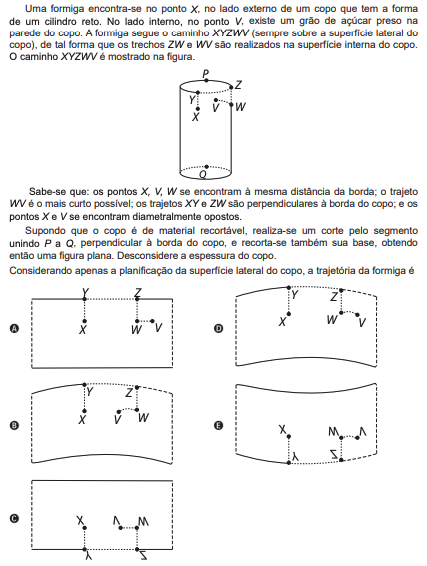 Uma formiga encontra-se no ponto X, no lado externo de um copo que tem a forma
de um cilindro reto. No lado interno, no ponto V, existe um grão de açúcar preso na
parede do copo. A formiga segue o caminho XYZWV (sempre sobre a superfície lateral do
copo), de tal forma que os trechos ZW e WV são realizados na superfície interna do copo.
O caminho XYZWV é mostrado na figura.
P
Z
Y
V
W
X
Q
Sabe-se que: os pontos X, V, W se encontram à mesma distância da borda; o trajeto
WV é o mais curto possível; os trajetos XY e ZW são perpendiculares à borda do copo; e os
pontos X e V se encontram diametralmente opostos.
Supondo que o copo é de material recortável, realiza-se um corte pelo segmento
unindo P a Q, perpendicular à borda do copo, e recorta-se também sua base, obtendo
então uma figura plana. Desconsidere a espessura do copo.
Considerando apenas a planificação da superfície lateral do copo, a trajetória da formiga é
Y Z
A
X W V
D
Y Z
X W V
B
Y Z
X V W
E
X W V
Y Z
C
X V W
Y Z